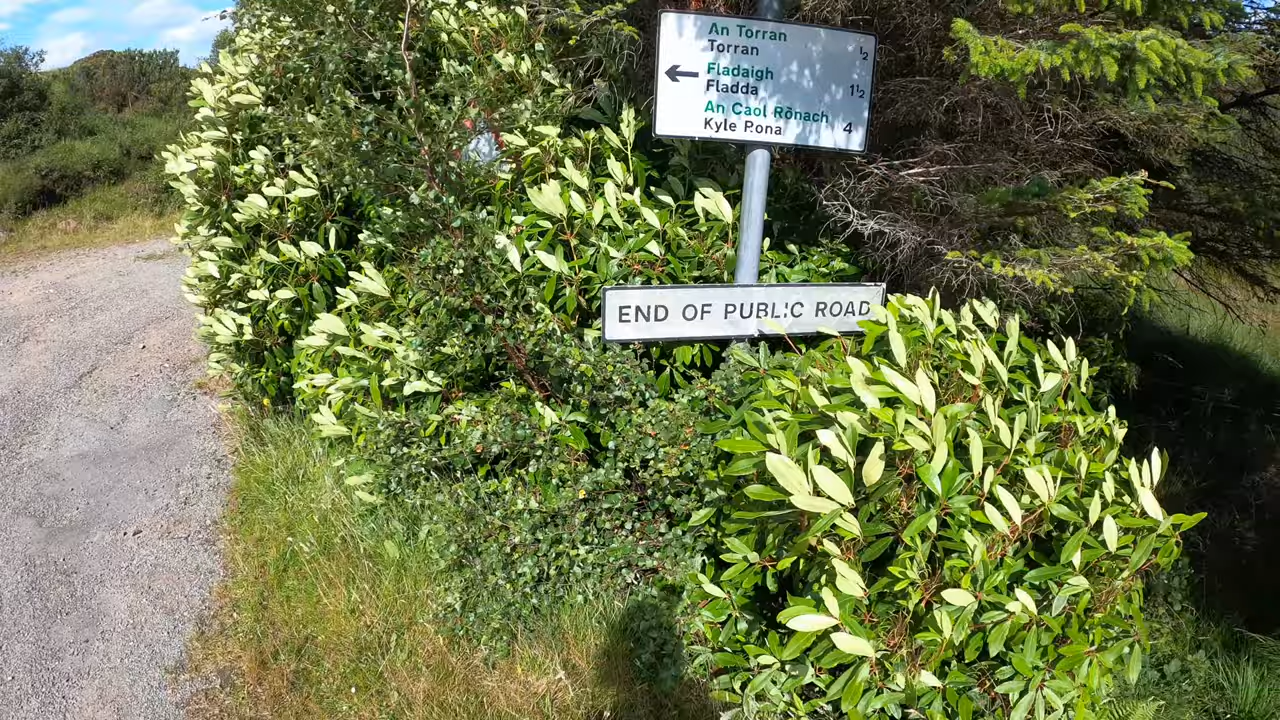 An Torran
Torran ½
Fladaigh
Fladda 1½
An Caol Rònach
Kyle Rona 4
END OF PUBLIC ROAD